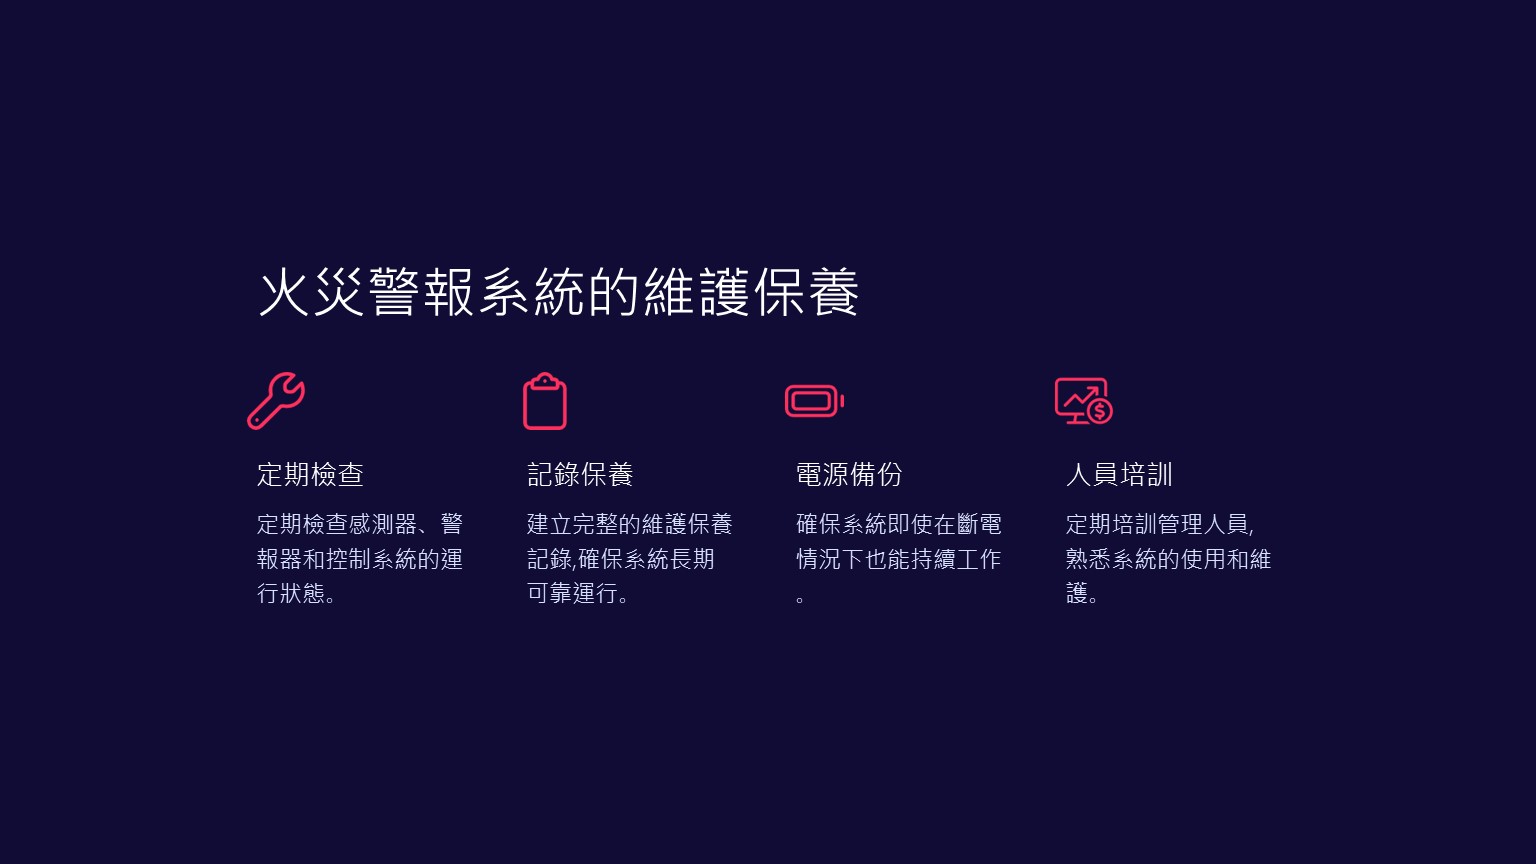 火災警報系統的維護保養
定期檢查
定期檢查感測器、警
報器和控制系統的運
行狀態。
記錄保養
建立完整的維護保養
記錄,確保系統長期
可靠運行。
電源備份
確保系統即使在斷電
情況下也能持續工作
。
人員培訓
定期培訓管理人員,
熟悉系統的使用和維
護。